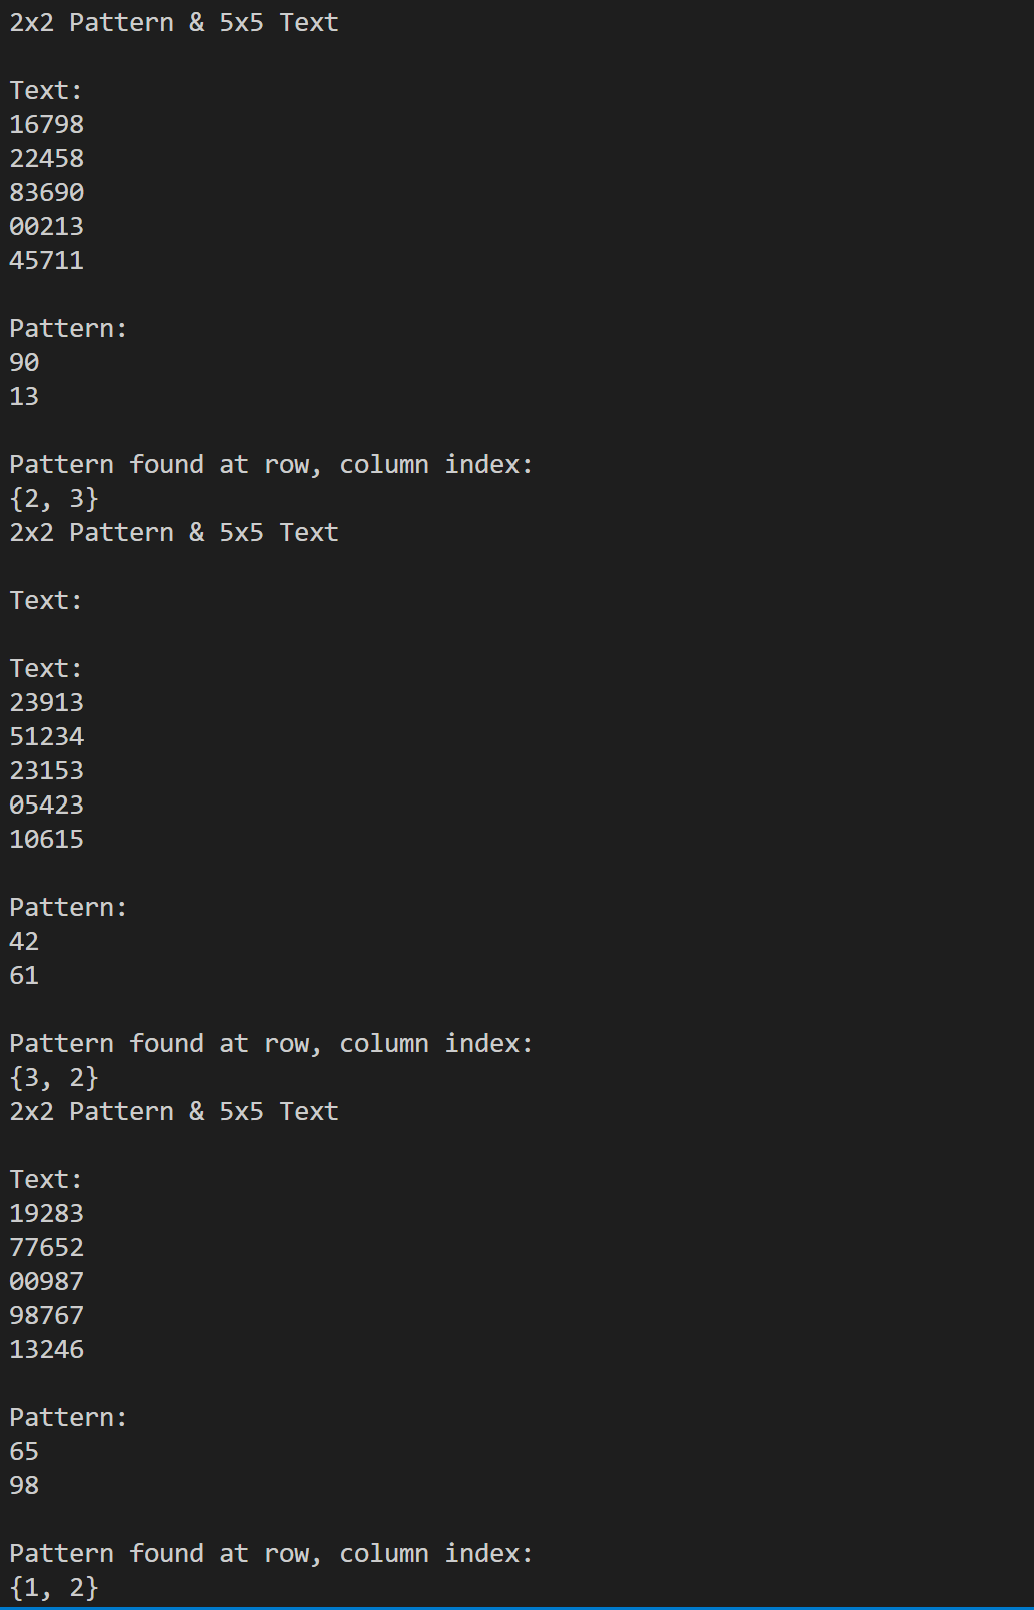 2x2 Pattern & 5x5 Text
Text:
16798
22458
83690
00213
45711
Pattern:
90
13
Pattern found at row, column index:
{2, 3}
2x2 Pattern & 5x5 Text
Text:
Text:
23913
51234
23153
05423
10615
Pattern:
42
61
Pattern found at row, column index:
{3, 2}
2x2 Pattern & 5x5 Text
Text:
19283
77652
00987
98767
13246
Pattern:
65
98
Pattern found at row, column index:
{1, 2}